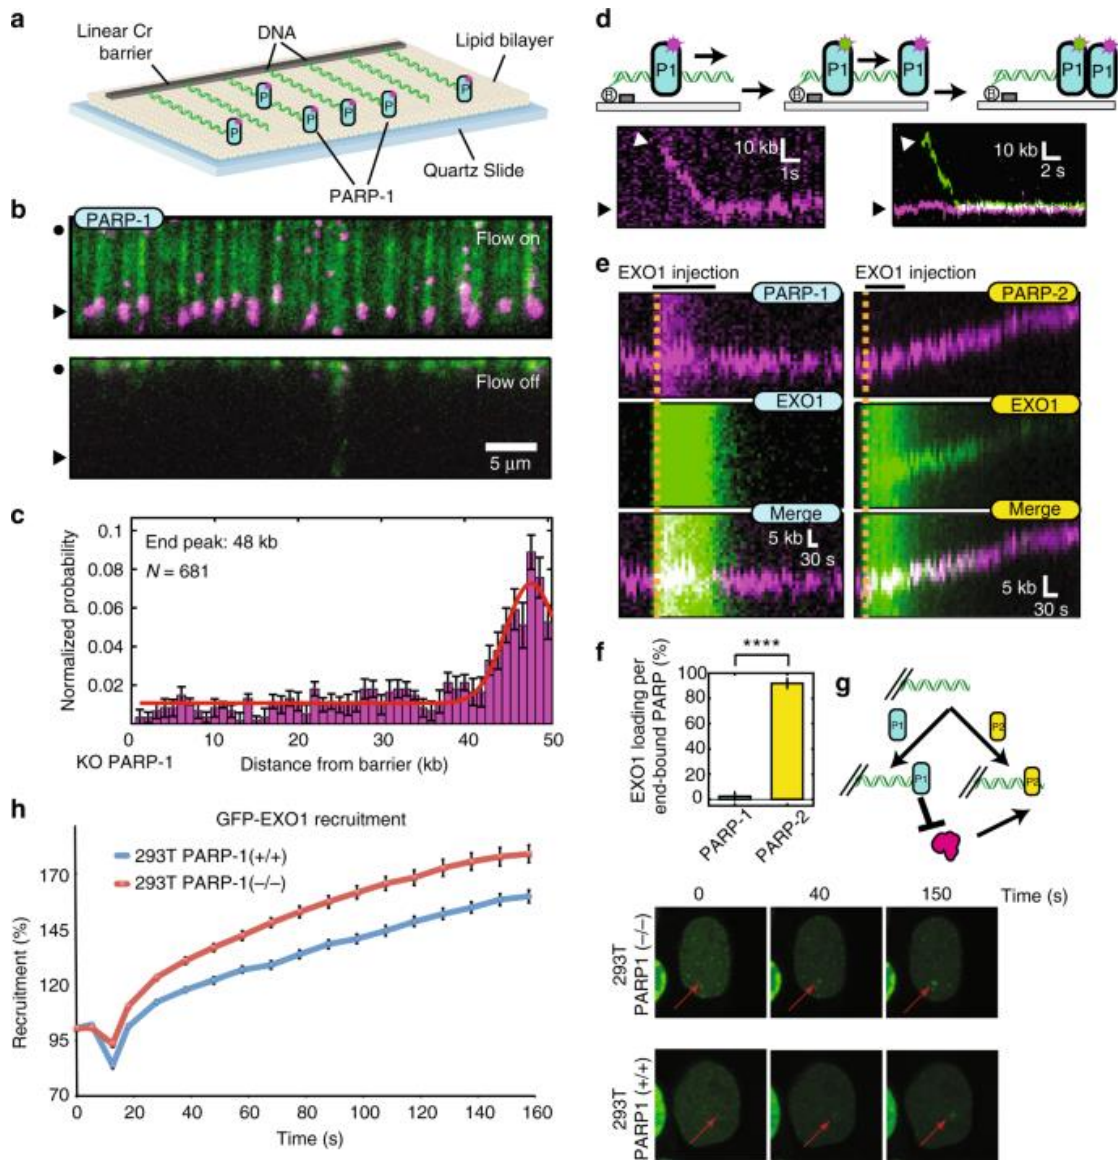 a
Linear Cr
barrier
DNA
Lipid bilayer
P
P
P
P
P
Quartz Slide
PARP-1
b
PARP-1
Flow on
Flow off
5 μm
c
Normalized probability
0.1
0.08
0.06
0.04
0.02
End peak: 48 kb
N = 681
0
10
20
30
40
50
KO PARP-1
Distance from barrier (kb)
d
P1
P1
P1
P1
P1
B
B
B
10 kb
1s
10 kb
2 s
e
EXO1 injection
EXO1 injection
PARP-1
PARP-2
EXO1
EXO1
Merge
Merge
5 kb
30 s
5 kb
30 s
f
EXO1 loading per
end-bound PARP (%)
****
100
80
60
40
20
0
PARP-1
PARP-2
g
P1
P2
P1
P2
h
GFP-EXO1 recruitment
293T PARP-1(+/+)
293T PARP-1(–/–)
Recruitment (%)
170
145
120
95
70
0
20
40
60
80
100
120
140
160
Time (s)
0
40
150
Time (s)
293T
PARP1 (–/–)
293T
PARP1 (+/+)